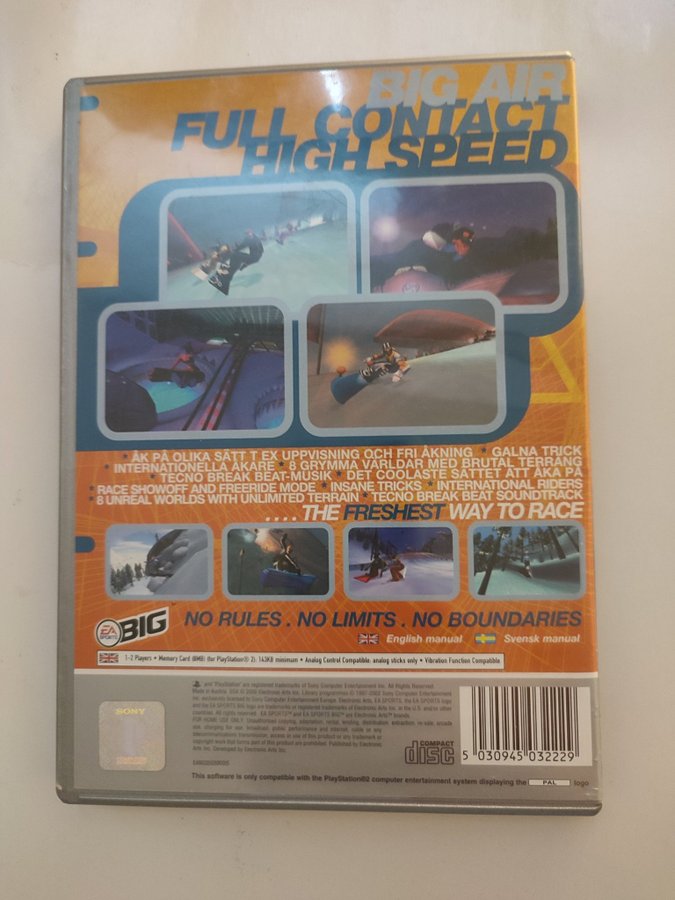 BIG AIR
FULL CONTACT
HIGH SPEED
* ÅK PÅ OLIKA SÄTT T EX UPPVISNING OCH FRI ÅKNING * GALNA TRICK
* INTERNATIONELLA ÅKARE * 8 GRYMMA VÄRLDAR MED BRUTAL TERRÄNG
* TECNO BREAK BEAT-MUSIK * DET COOLASTE SÄTTET ATT ÅKA PÅ
* RACE SHOWOFF AND FREERIDE MODE * INSANE TRICKS * INTERNATIONAL RIDERS
* 8 UNREAL WORLDS WITH UNLIMITED TERRAIN * TECNO BREAK BEAT SOUNDTRACK
.... THE FRESHEST WAY TO RACE
EA SPORTS BIG™
NO RULES . NO LIMITS . NO BOUNDARIES
English manual Svensk manual
1-2 Players • Memory Card (8MB) (for PlayStation® 2): 143KB minimum • Analog Control Compatible: analog sticks only • Vibration Function Compatible
SONY
COMPACT
disc
5 030945 032229
This software is only compatible with the PlayStation®2 computer entertainment system displaying the PAL logo